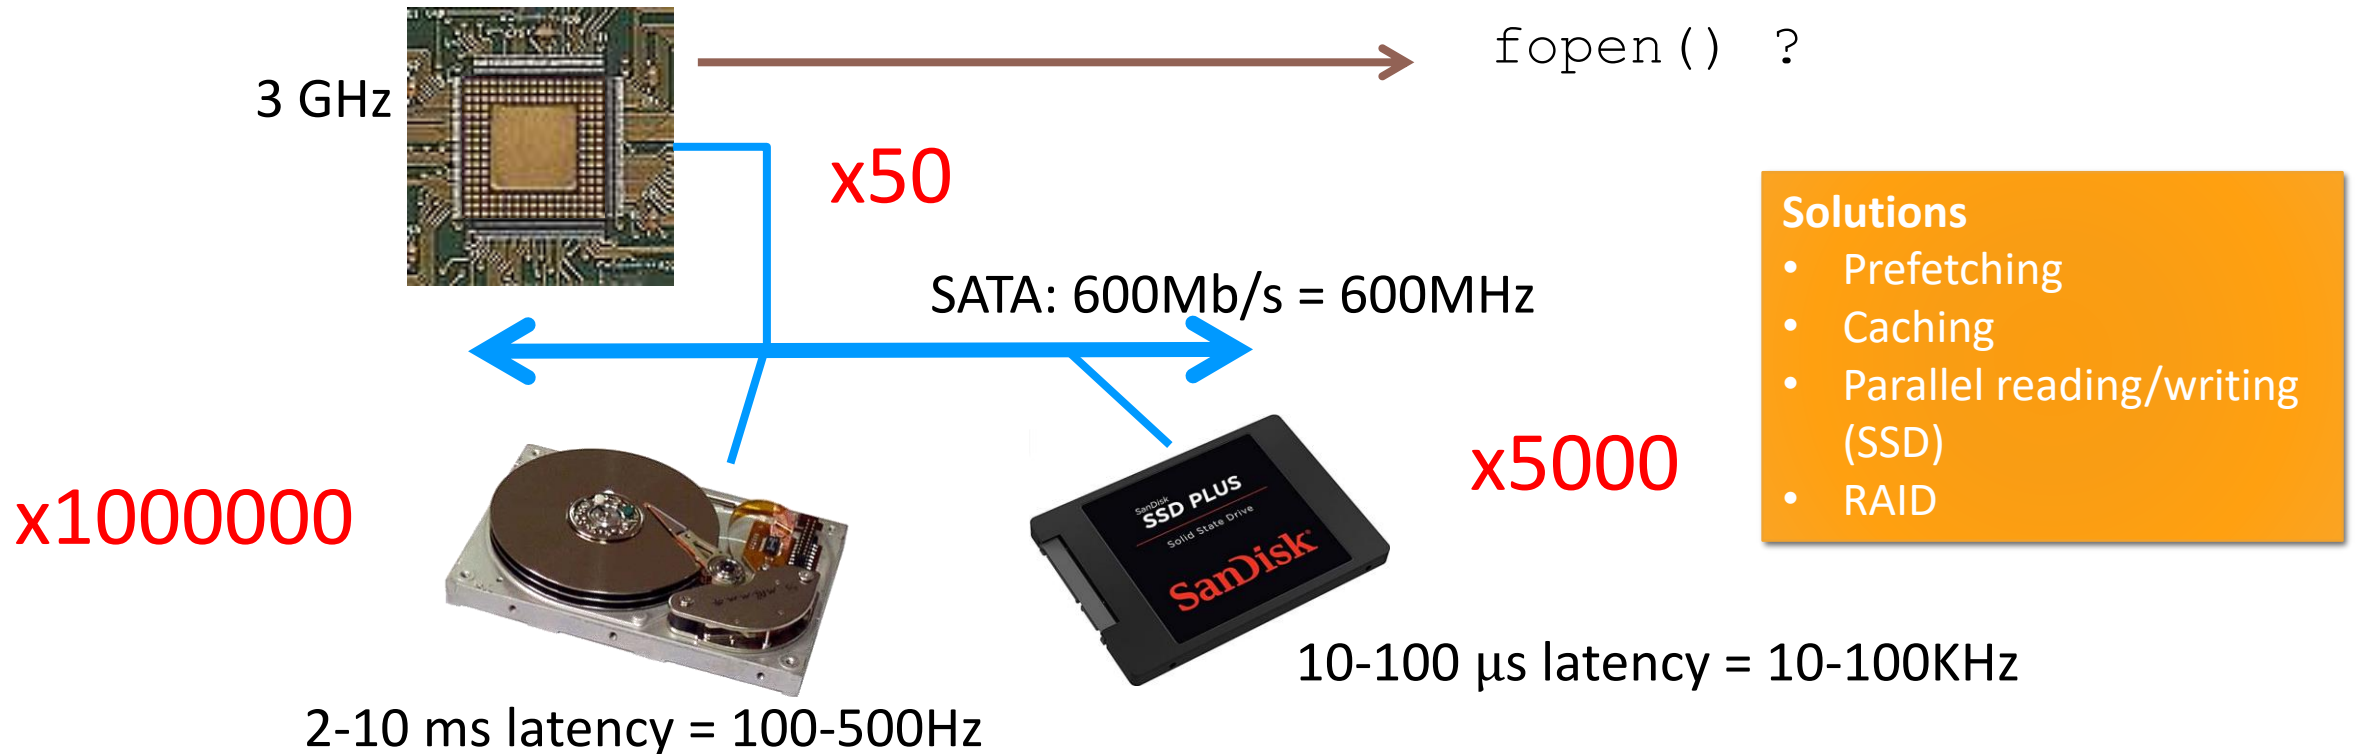 fopen() ?
3 GHz
x50
Solutions
• Prefetching
• Caching
• Parallel reading/writing
(SSD)
• RAID
SATA: 600Mb/s = 600MHz
x1000000
x5000
SanDisk
SSD PLUS
Solid State Drive
SanDisk
10-100 μs latency = 10-100KHz
2-10 ms latency = 100-500Hz